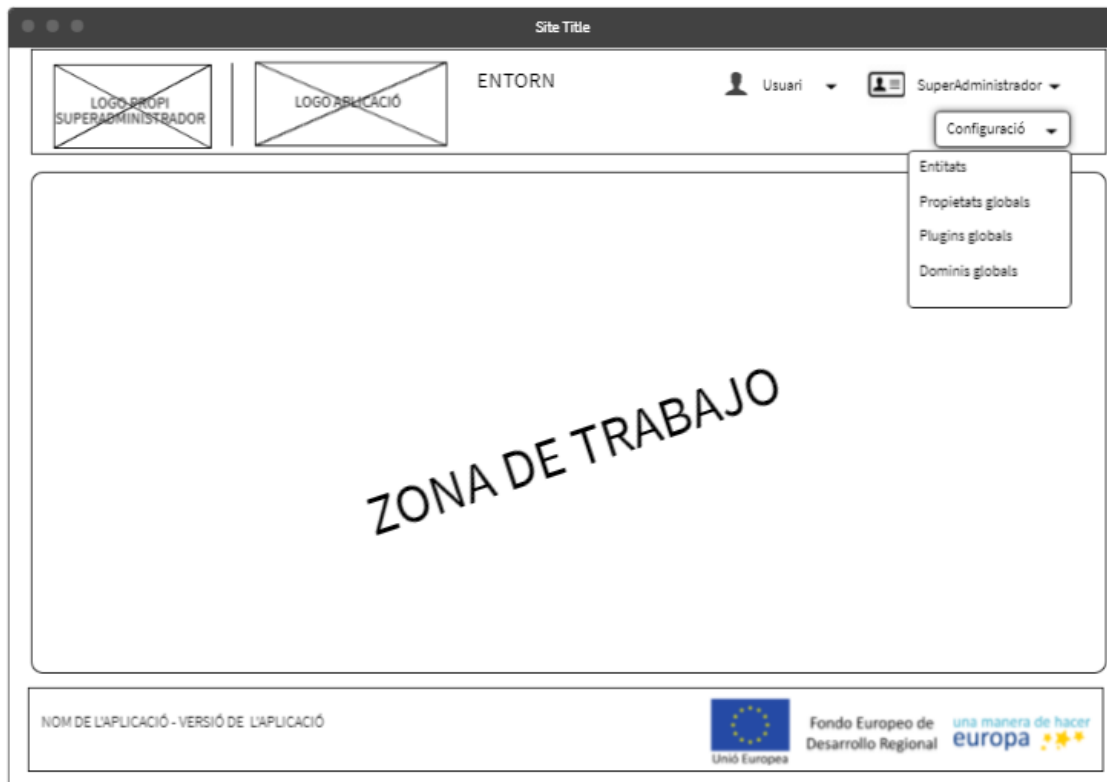 Site Title
LOGO PROPI
SUPERADMINISTRADOR
LOGO APLICACIÓ
ENTORN
Usuari
SuperAdministrador
Configuració
Entitats
Propietats globals
Plugins globals
Dominis globals
ZONA DE TRABAJO
NOM DE L'APLICACIÓ - VERSIÓ DE L'APLICACIÓ
Unió Europea
Fondo Europeo de
Desarrollo Regional
una manera de hacer
europa